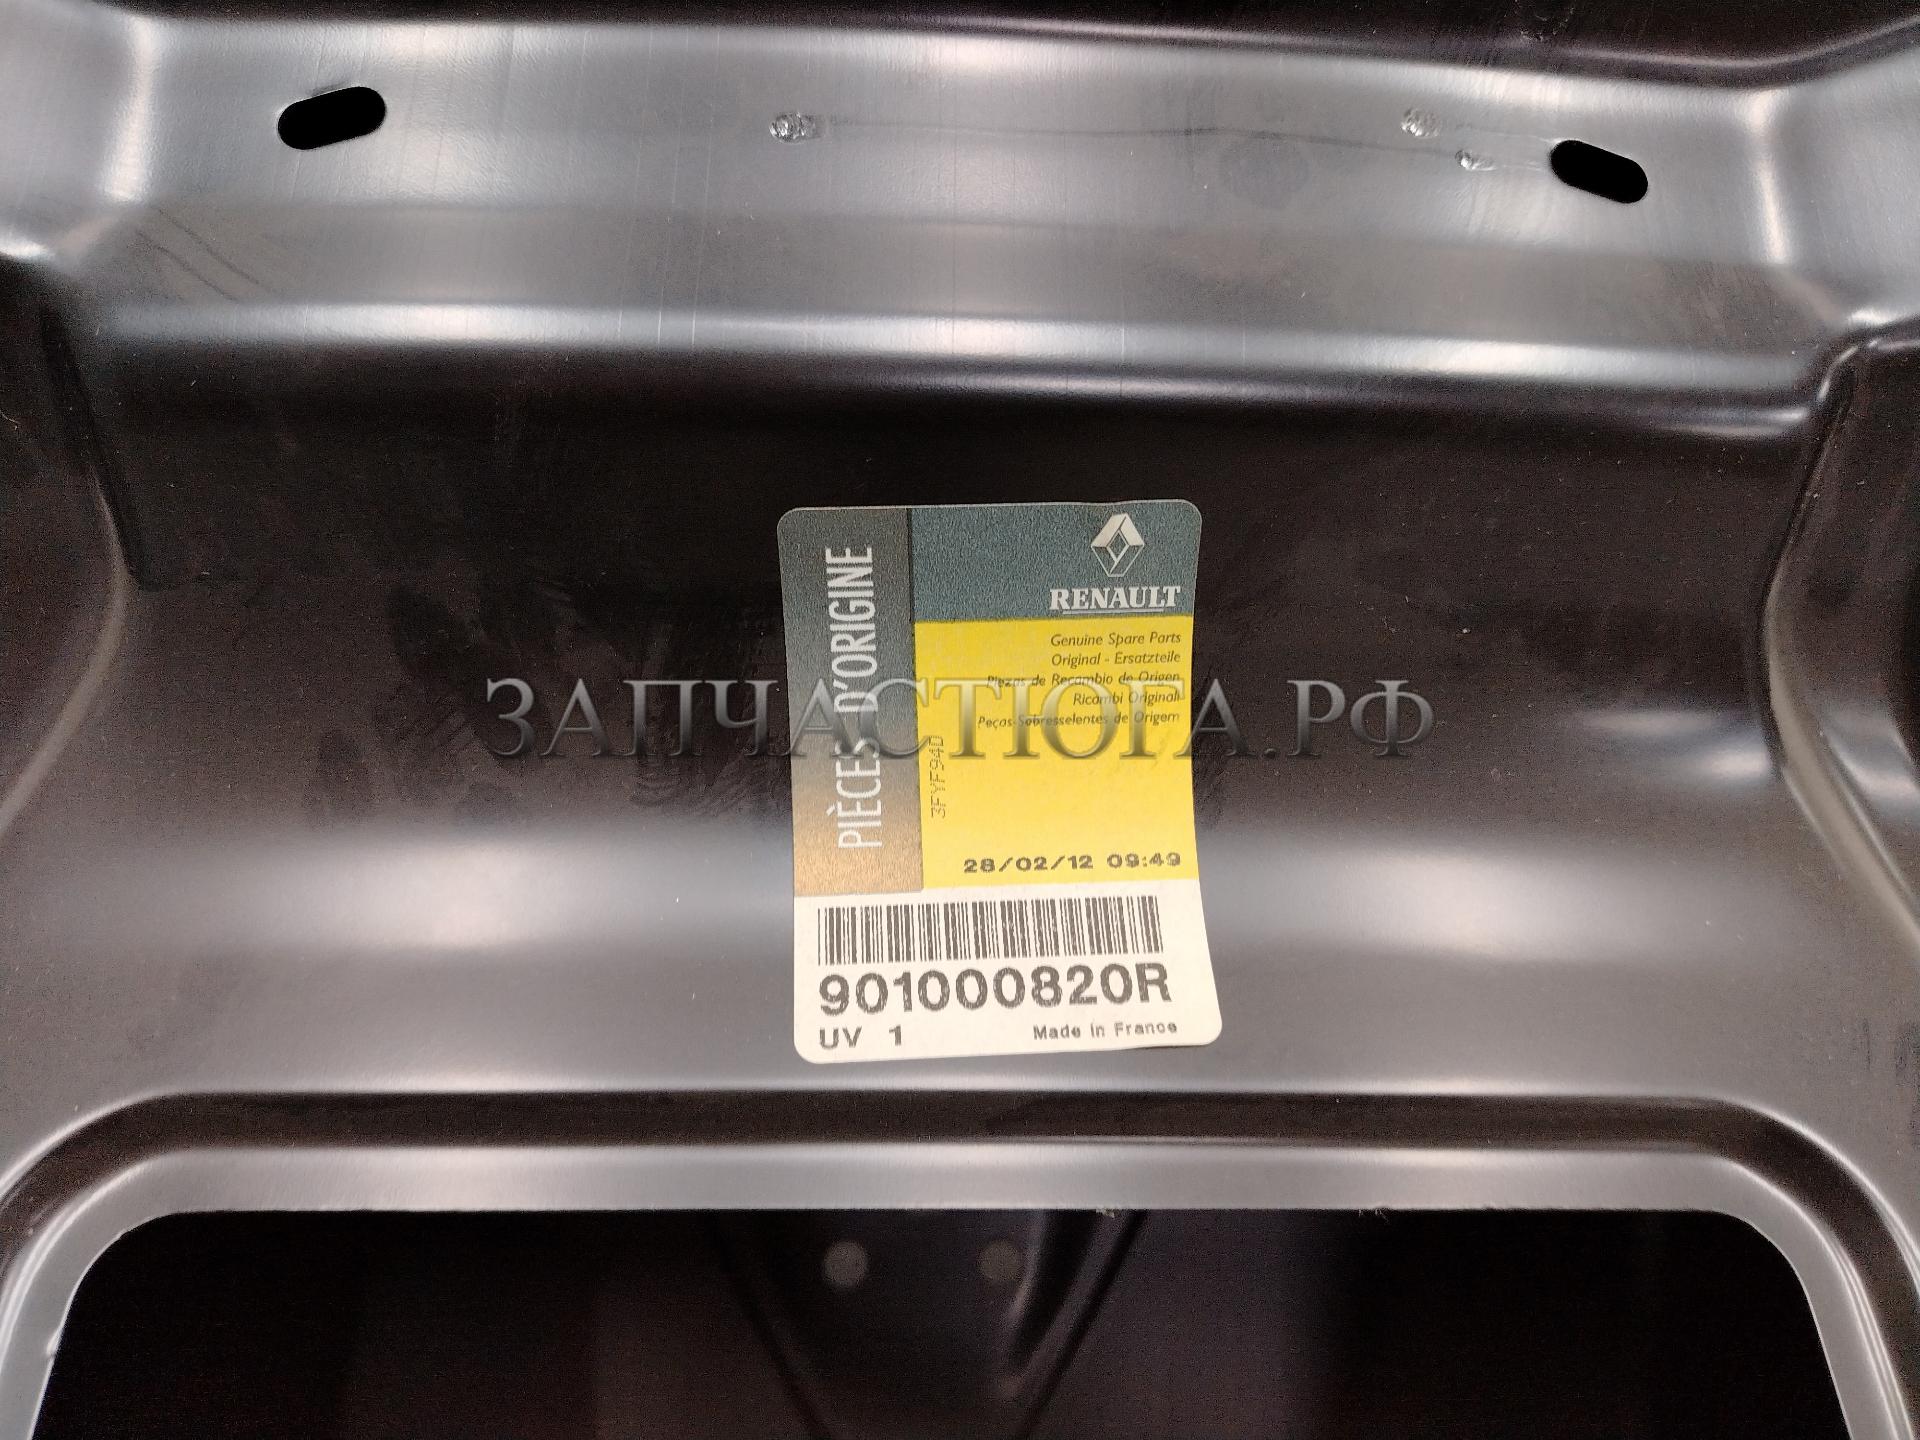 PIÈCES D'ORIGINE
RENAULT
Genuine Spare Parts
Original - Ersatzteile
Piezas de Recambio de Origen
Ricambi Originali
Peças Sobresselentes de Origem
ЗАПЧАСТЮГА.РФ
3FYF94D
28/02/12 09:49
901000820R
UV 1 Made in France